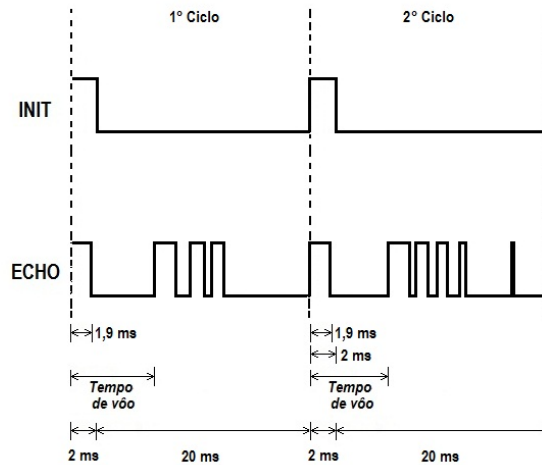 1° Ciclo
2° Ciclo
INIT
ECHO
1,9 ms
1,9 ms
2 ms
Tempo
de vôo
Tempo
de vôo
2 ms
20 ms
2 ms
20 ms